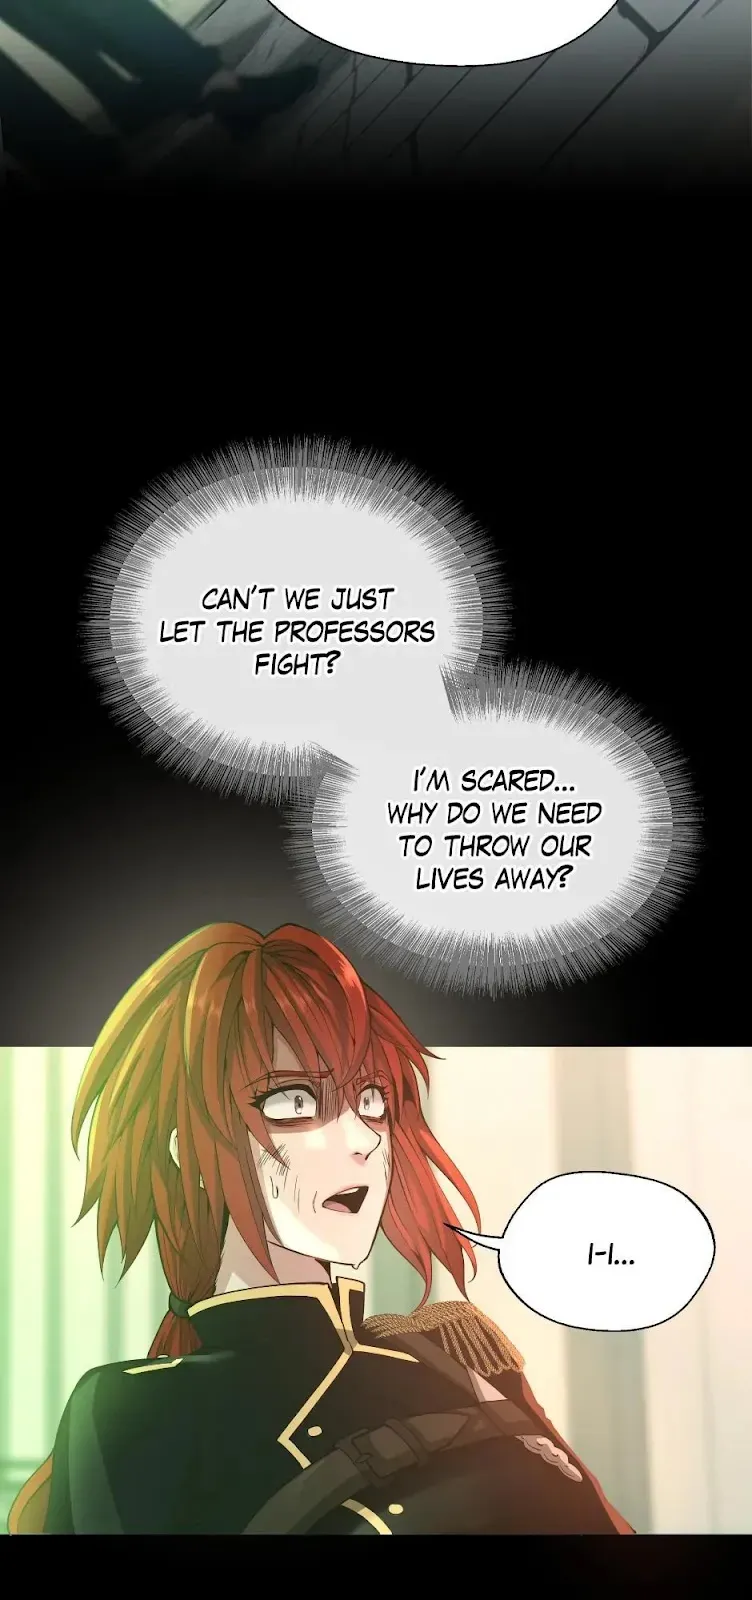 CAN'T WE JUST
LET THE PROFESSORS
FIGHT?
I'M SCARED...
WHY DO WE NEED
TO THROW OUR
LIVES AWAY?
I-I...